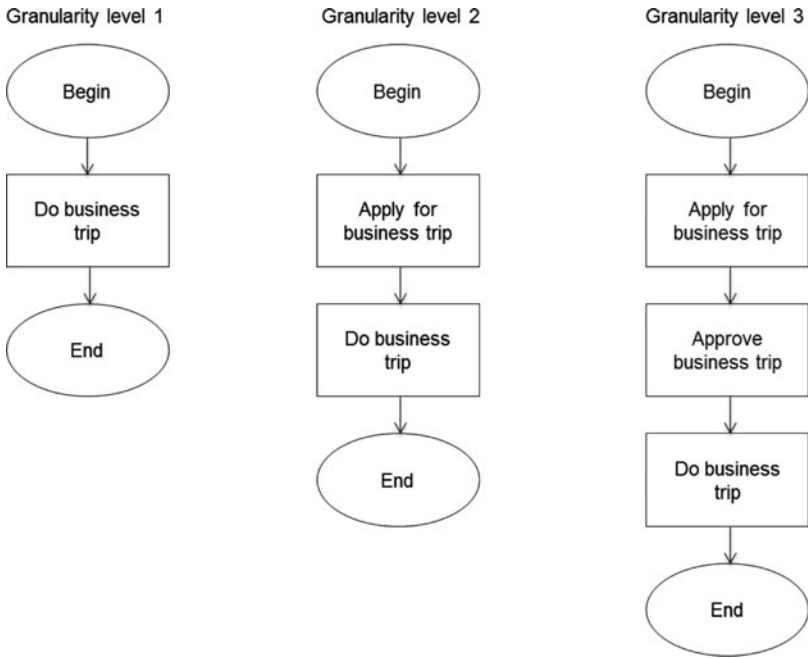 Granularity level 1
Begin
Do business
trip
End
Granularity level 2
Begin
Apply for
business trip
Do business
trip
End
Granularity level 3
Begin
Apply for
business trip
Approve
business trip
Do business
trip
End